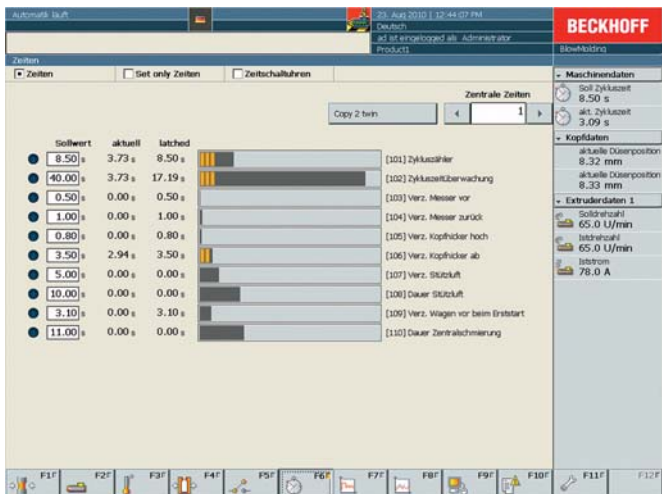 Automatik läuft
23. Aug 2010 | 12:44:07 PM
Deutsch
ad ist eingelogged als Administrator
Product1
BECKHOFF
BlowMolding
Zeiten
Zeiten
Set only Zeiten
Zeitschaltuhren
Zentrale Zeiten
Copy 2 twin
1
Sollwert aktuell latched
8.50 s 3.73 s 8.50 s [101] Zykluszähler
40.00 s 3.73 s 17.19 s [102] Zykluszeitüberwachung
0.50 s 0.00 s 0.50 s [103] Verz. Messer vor
1.00 s 0.00 s 1.00 s [104] Verz. Messer zurück
0.80 s 0.00 s 0.80 s [105] Verz. Kopfnicker hoch
3.50 s 2.94 s 3.50 s [106] Verz. Kopfnicker ab
5.00 s 0.00 s 0.00 s [107] Verz. Stützluft
10.00 s 0.00 s 0.00 s [108] Dauer Stützluft
3.10 s 0.00 s 3.10 s [109] Verz. Wagen vor beim Erststart
11.00 s 0.00 s 0.00 s [110] Dauer Zentralschmierung
Maschinendaten
Soll Zykluszeit
8.50 s
akt. Zykluszeit
3.09 s
Kopfdaten
aktuelle Düsenposition
8.32 mm
aktuelle Düsenposition
8.33 mm
Extruderdaten 1
Solldrehzahl
65.0 U/min
Istdrehzahl
65.0 U/min
Iststrom
78.0 A
F1 F2 F3 F4 F5 F6 F7 F8 F9 F10 F11 F12